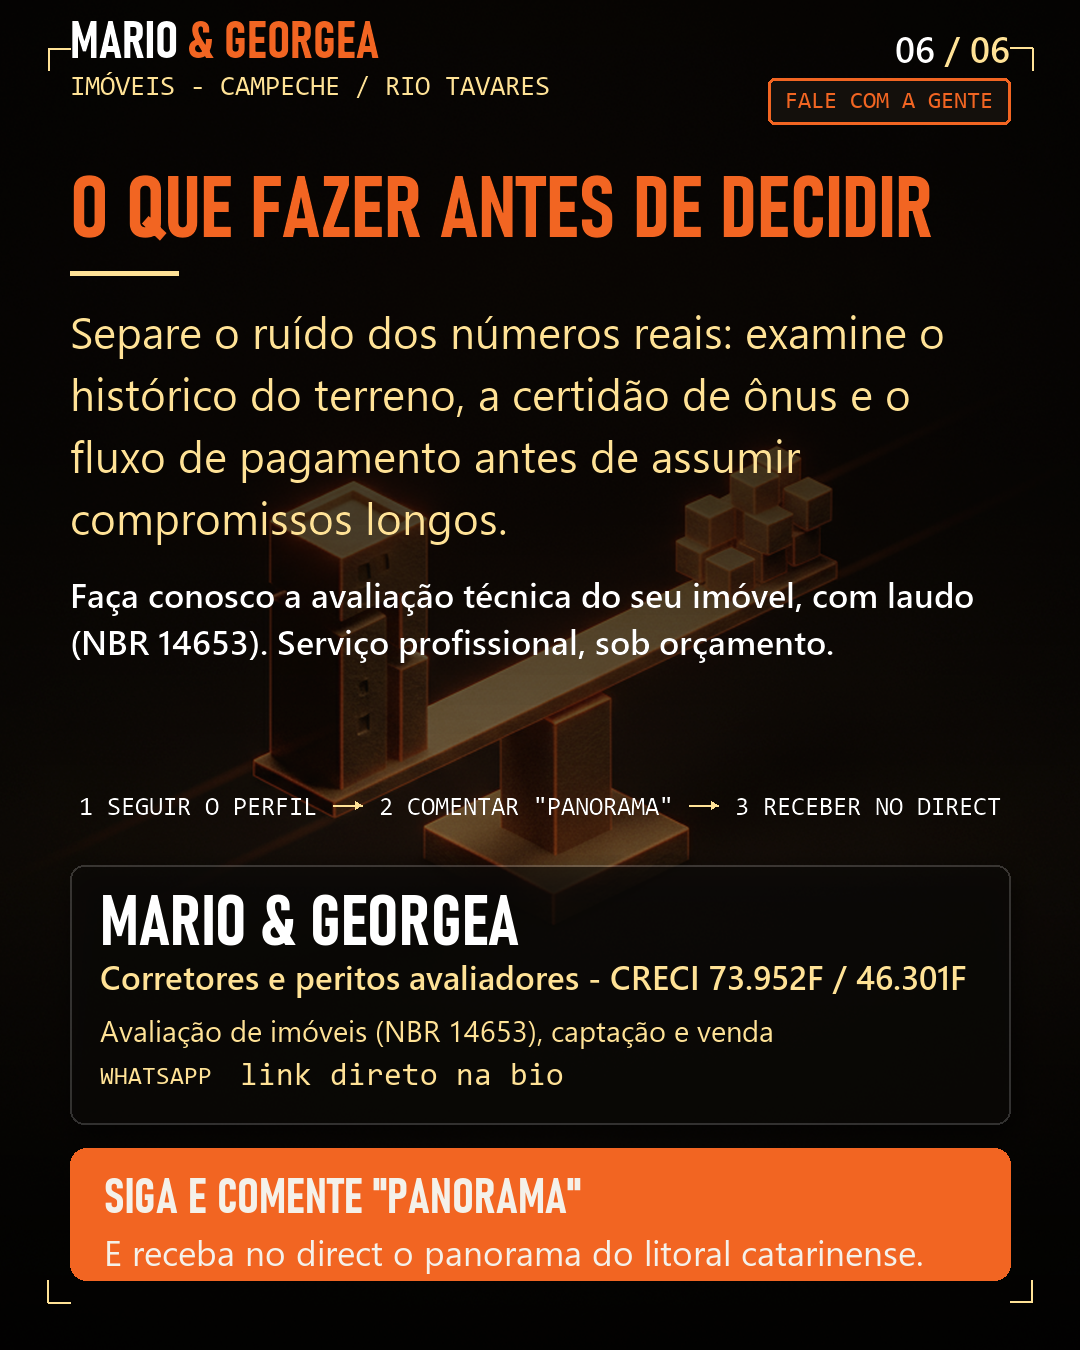 MARIO & GEORGEA
IMÓVEIS - CAMPECHE / RIO TAVARES
06 / 06
FALE COM A GENTE
O QUE FAZER ANTES DE DECIDIR
Separe o ruído dos números reais: examine o
histórico do terreno, a certidão de ônus e o
fluxo de pagamento antes de assumir
compromissos longos.
Faça conosco a avaliação técnica do seu imóvel, com laudo
(NBR 14653). Serviço profissional, sob orçamento.
1 SEGUIR O PERFIL → 2 COMENTAR "PANORAMA" → 3 RECEBER NO DIRECT
MARIO & GEORGEA
Corretores e peritos avaliadores - CRECI 73.952F / 46.301F
Avaliação de imóveis (NBR 14653), captação e venda
WHATSAPP link direto na bio
SIGA E COMENTE "PANORAMA"
E receba no direct o panorama do litoral catarinense.